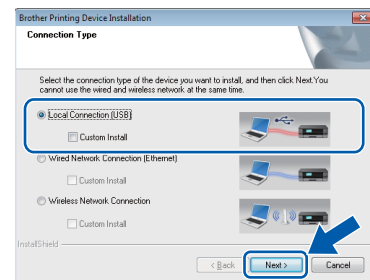 Brother Printing Device Installation
Connection Type
Select the connection type of the device you want to install, and then click Next.You
cannot use the wired and wireless network at the same time.
Local Connection (USB)
Custom Install
Wired Network Connection (Ethernet)
Custom Install
Wireless Network Connection
Custom Install
InstallShield
< Back Next > Cancel